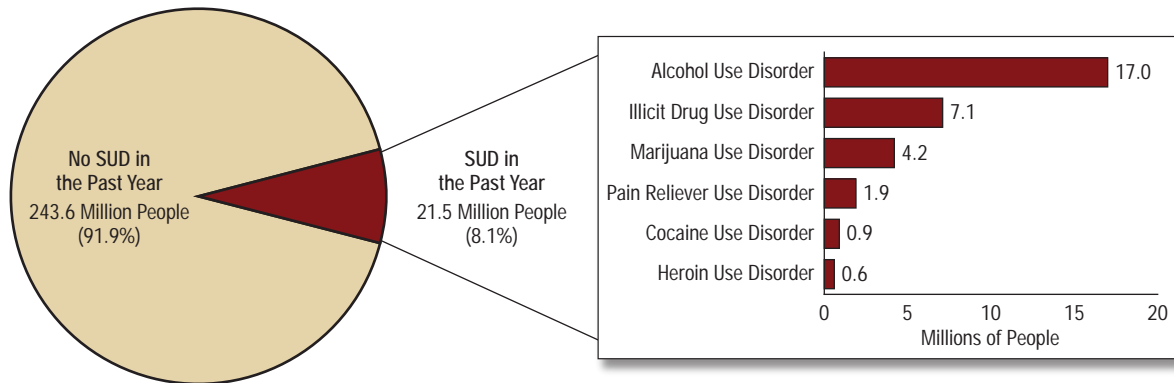 No SUD in
the Past Year
243.6 Million People
(91.9%)
SUD in
the Past Year
21.5 Million People
(8.1%)
Alcohol Use Disorder 17.0
Illicit Drug Use Disorder 7.1
Marijuana Use Disorder 4.2
Pain Reliever Use Disorder 1.9
Cocaine Use Disorder 0.9
Heroin Use Disorder 0.6
0 5 10 15 20
Millions of People